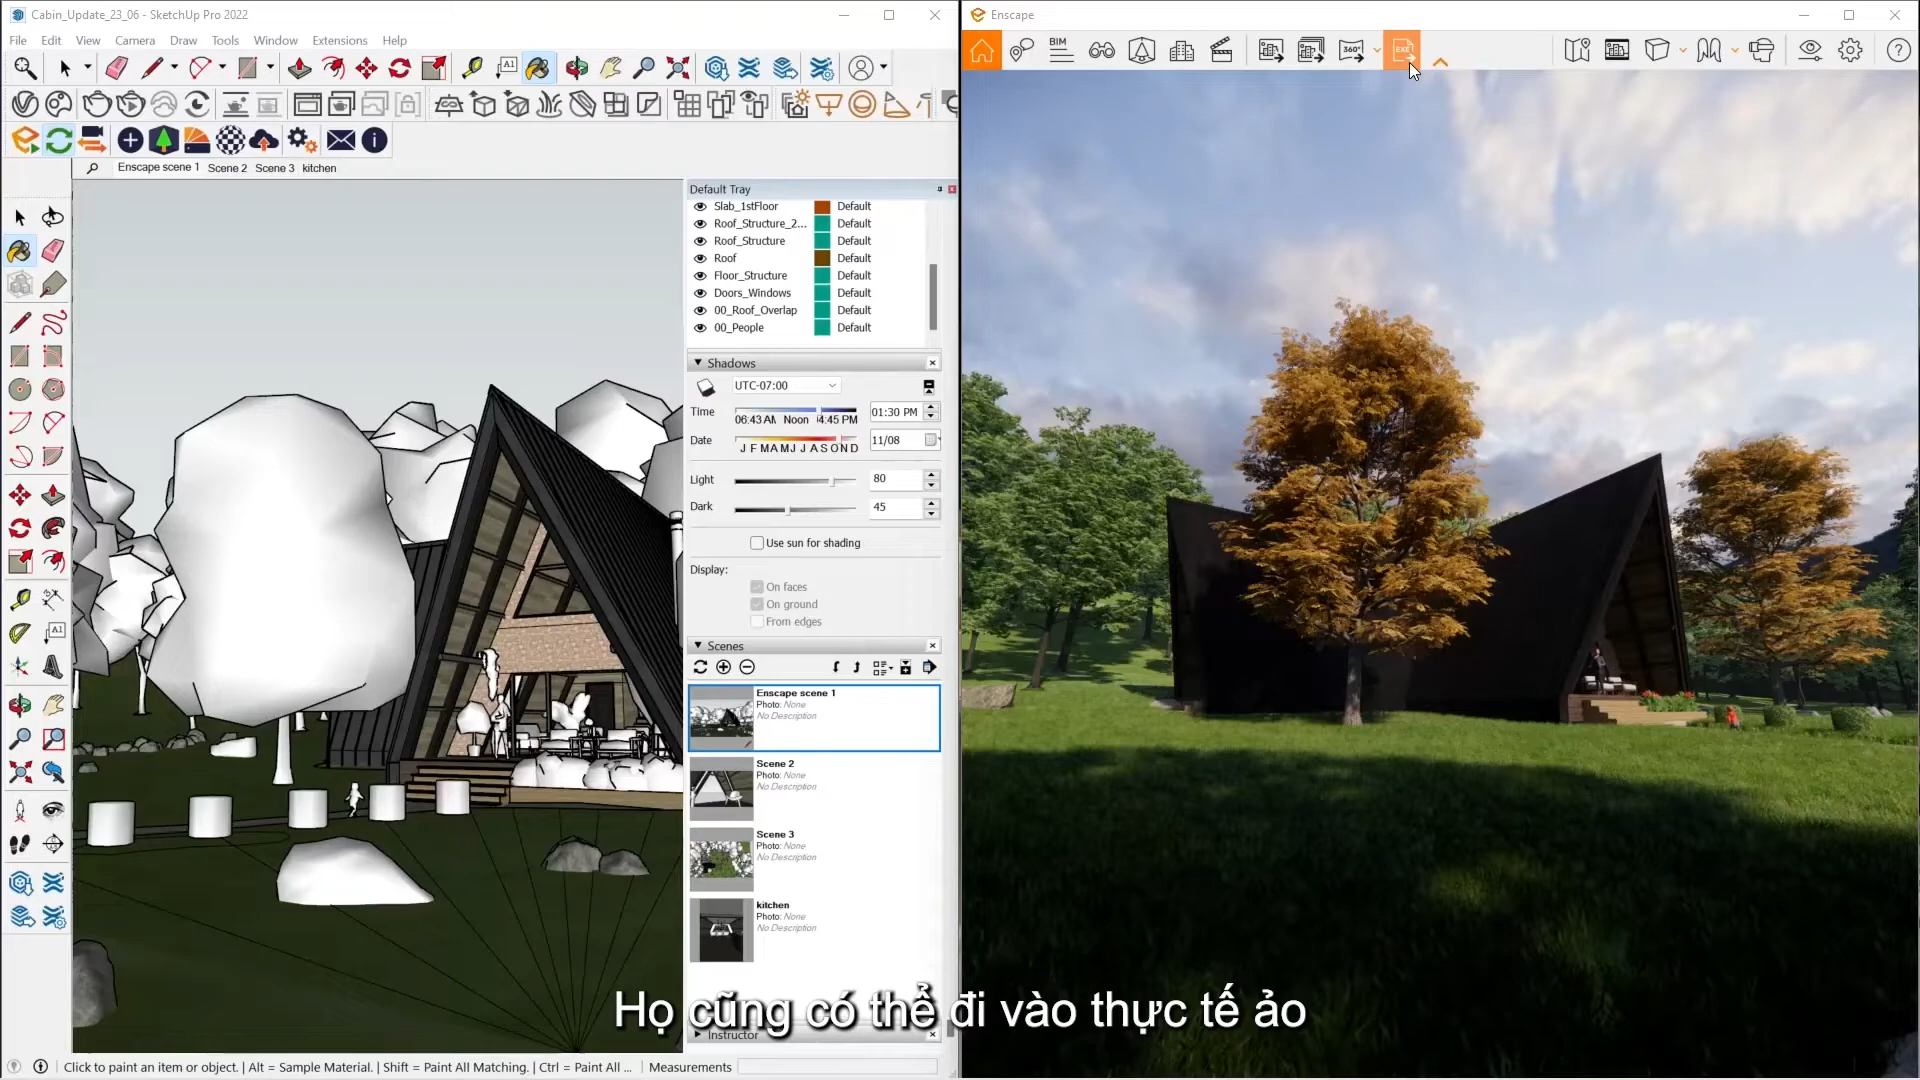 Cabin_Update_23_06 - SketchUp Pro 2022
File Edit View Camera Draw Tools Window Extensions Help
Enscape scene 1 Scene 2 Scene 3 kitchen
Default Tray
Slab_1stFloor Default
Roof_Structure_2... Default
Roof_Structure Default
Roof Default
Floor_Structure Default
Doors_Windows Default
00_Roof_Overlap Default
00_People Default
Shadows
UTC-07:00
Time 01:30 PM
06:43 AM Noon 4:45 PM
Date 11/08
J F M A M J J A S O N D
Light 80
Dark 45
Use sun for shading
Display:
On faces
On ground
From edges
Scenes
Enscape scene 1
Photo: None
No Description
Scene 2
Photo: None
No Description
Scene 3
Photo: None
No Description
kitchen
Photo: None
No Description
Instructor
Click to paint an item or object. | Alt = Sample Material. | Shift = Paint All Matching. | Ctrl = Paint All ... Measurements
Enscape
BIM
360°
EXE
A1
A1
Họ cũng có thể đi vào thực tế ảo